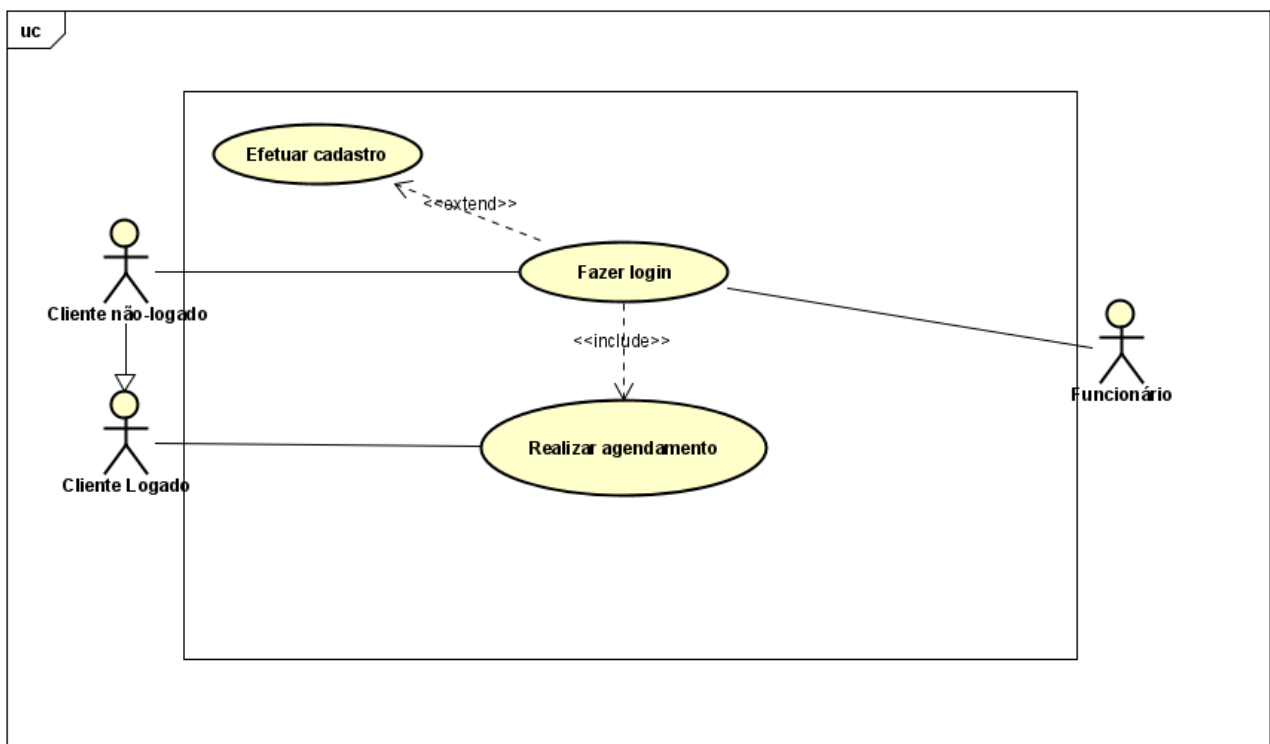 uc
Efetuar cadastro
<<extend>>
Fazer login
Cliente não-logado
<<include>>
Funcionário
Realizar agendamento
Cliente Logado